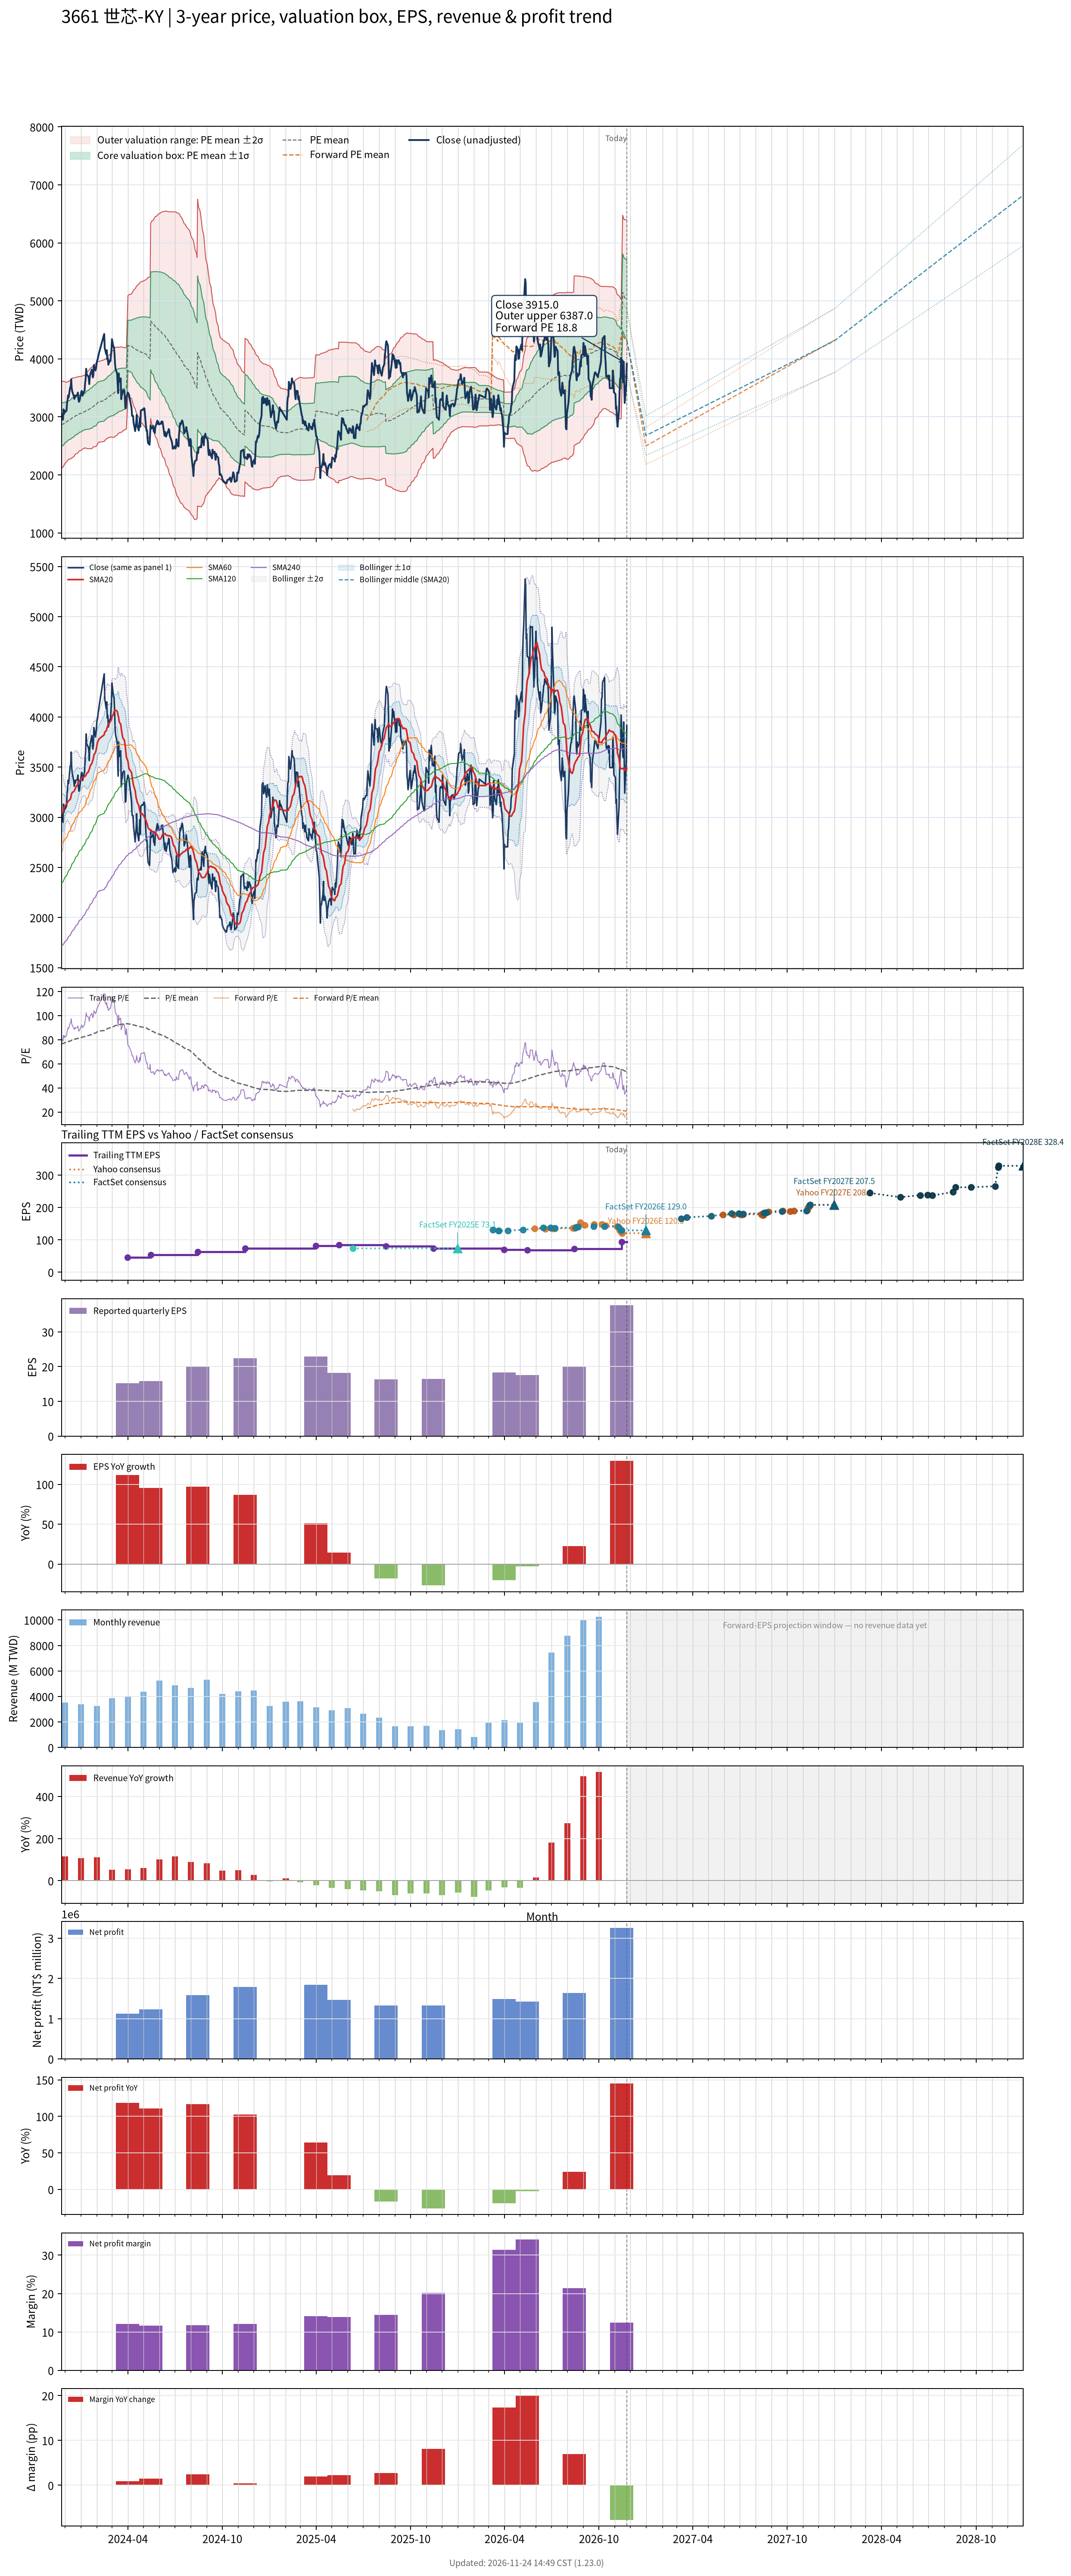 3661 世芯-KY | 3-year price, valuation box, EPS, revenue & profit trend
Outer valuation range: PE mean ±2σ
Core valuation box: PE mean ±1σ
PE mean
Forward PE mean
Close (unadjusted)
Today
Close 3915.0
Outer upper 6387.0
Forward PE 18.8
Price (TWD)
8000
7000
6000
5000
4000
3000
2000
1000
Close (same as panel 1)
SMA20
SMA60
SMA120
SMA240
Bollinger ±2σ
Bollinger ±1σ
Bollinger middle (SMA20)
Price
5500
5000
4500
4000
3500
3000
2500
2000
1500
Trailing P/E
P/E mean
Forward P/E
Forward P/E mean
P/E
120
100
80
60
40
20
Trailing TTM EPS vs Yahoo / FactSet consensus
Trailing TTM EPS
Yahoo consensus
FactSet consensus
Today
FactSet FY2025E 73.1
FactSet FY2026E 129.0
Yahoo FY2026E 120.
FactSet FY2027E 207.5
Yahoo FY2027E 208.
FactSet FY2028E 328.4
EPS
300
200
100
0
Reported quarterly EPS
EPS
30
20
10
0
EPS YoY growth
YoY (%)
100
50
0
Monthly revenue
Forward-EPS projection window — no revenue data yet
Revenue (M TWD)
10000
8000
6000
4000
2000
0
Revenue YoY growth
YoY (%)
400
200
0
Month
1e6
Net profit
Net profit (NT$ million)
3
2
1
0
Net profit YoY
YoY (%)
150
100
50
0
Net profit margin
Margin (%)
30
20
10
0
Margin YoY change
Δ margin (pp)
20
10
0
2024-04
2024-10
2025-04
2025-10
2026-04
2026-10
2027-04
2027-10
2028-04
2028-10
Updated: 2026-11-24 14:49 CST (1.23.0)